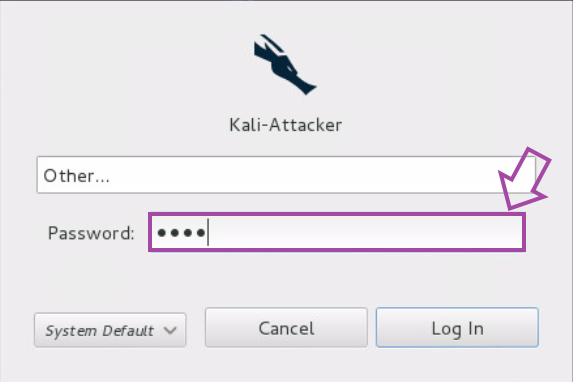 Kali-Attacker
Other...
Password: ••••
System Default
Cancel
Log In